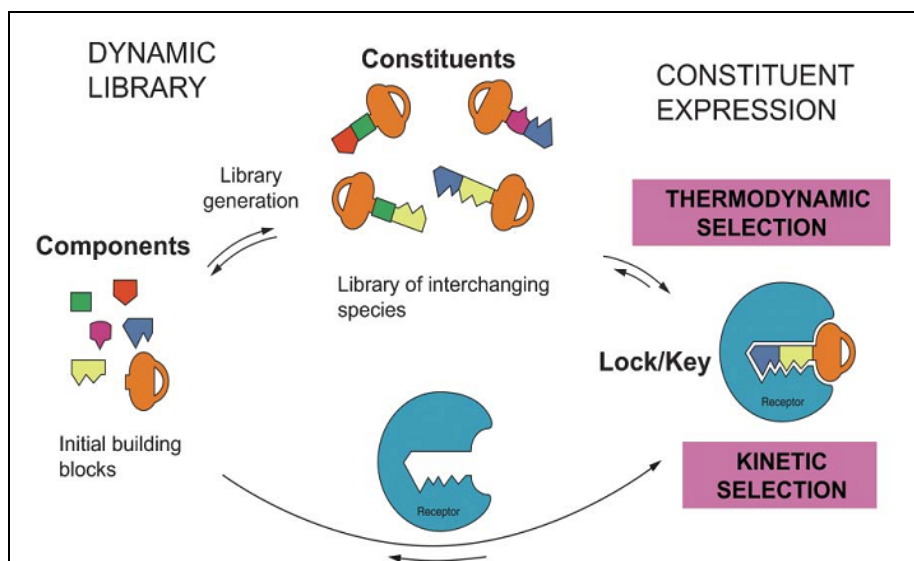 DYNAMIC
LIBRARY
Constituents
CONSTITUENT
EXPRESSION
Library
generation
THERMODYNAMIC
SELECTION
Components
Library of interchanging
species
Lock/Key
Receptor
Initial building
blocks
KINETIC
SELECTION
Receptor